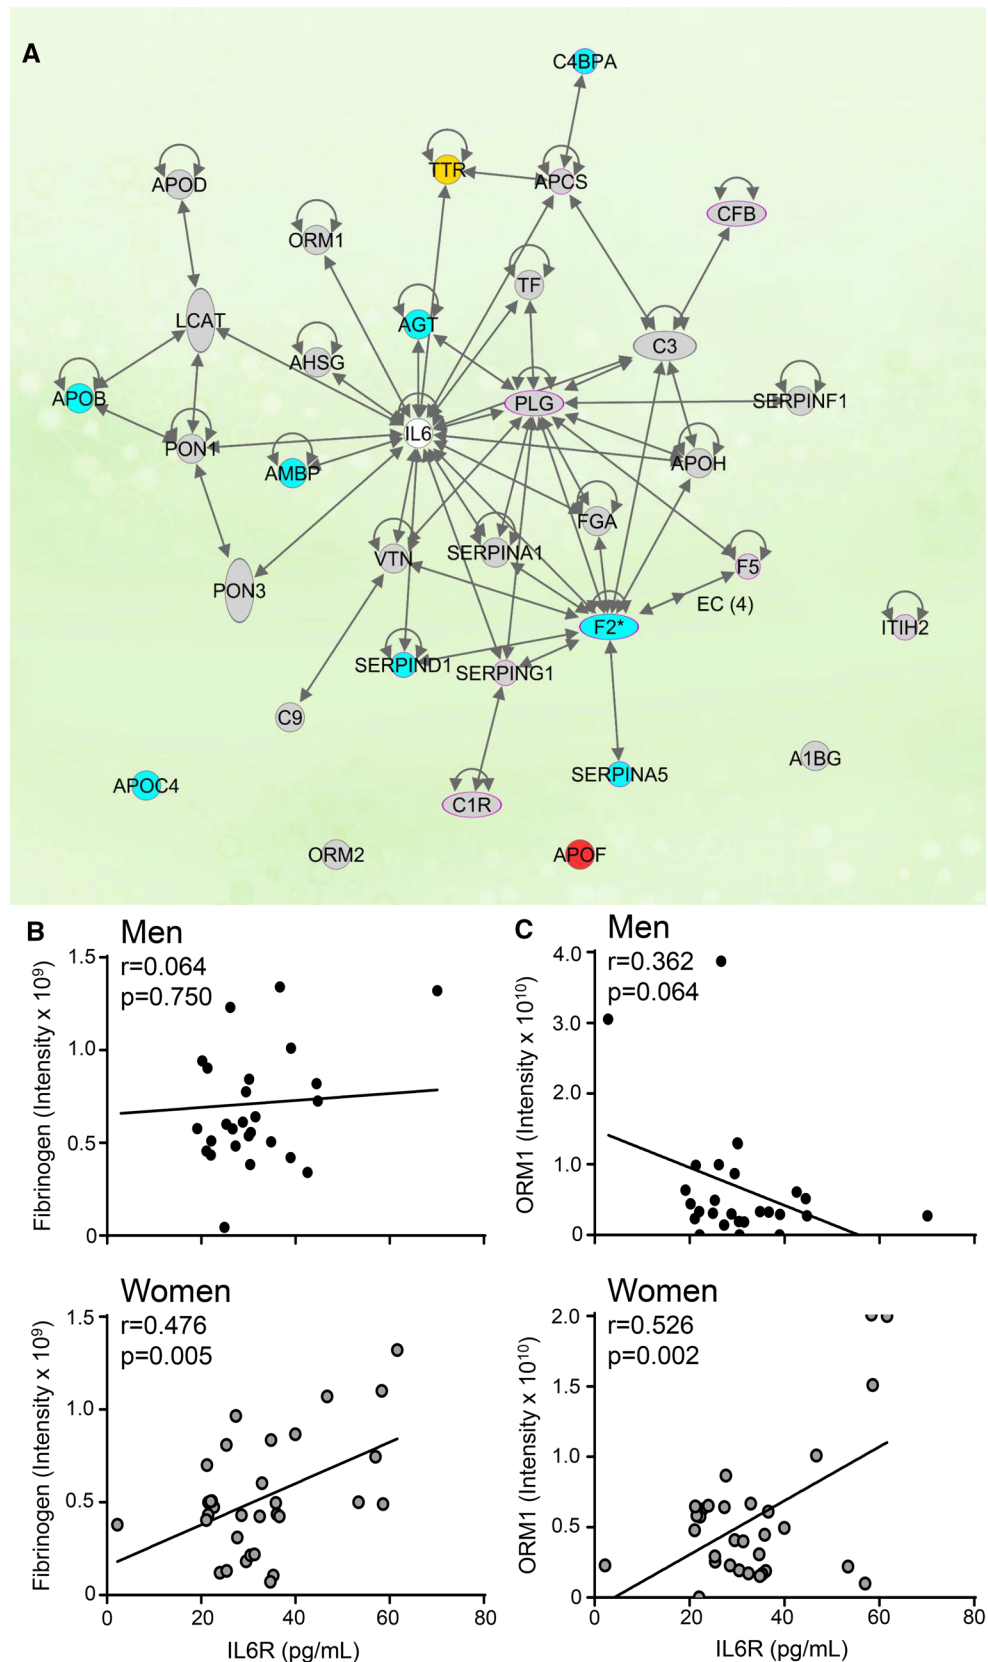 A
C4BPA
TTR
APCS
APOD
CFB
ORM1
TF
LCAT
AGT
C3
AHSG
APOB
PLG
SERPINF1
IL6
PON1
AMBP
APOH
FGA
VTN
SERPINA1
F5
PON3
EC (4)
F2*
ITIH2
SERPIND1
SERPING1
C9
A1BG
SERPINA5
APOC4
C1R
ORM2
APOF
B
Men
r=0.064
p=0.750
Fibrinogen (Intensity x 10⁹)
1.5
1.0
0.5
0
C
Men
r=0.362
p=0.064
ORM1 (Intensity x 10¹⁰)
4.0
3.0
2.0
1.0
0
Women
r=0.476
p=0.005
Fibrinogen (Intensity x 10⁹)
1.5
1.0
0.5
0
0 20 40 60 80
IL6R (pg/mL)
Women
r=0.526
p=0.002
ORM1 (Intensity x 10¹⁰)
2.0
1.5
1.0
0.5
0
0 20 40 60 80
IL6R (pg/mL)